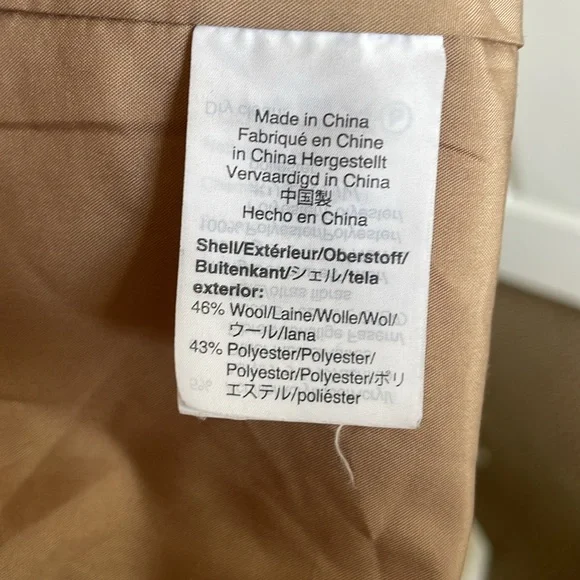 Made in China
Fabriqué en Chine
in China Hergestellt
Vervaardigd in China
中国製
Hecho en China
Shell/Extérieur/Oberstoff/
Buitenkant/シェル/tela
exterior:
46% Wool/Laine/Wolle/Wol/
ウール/lana
43% Polyester/Polyester/
Polyester/Polyester/ポリ
エステル/poliéster